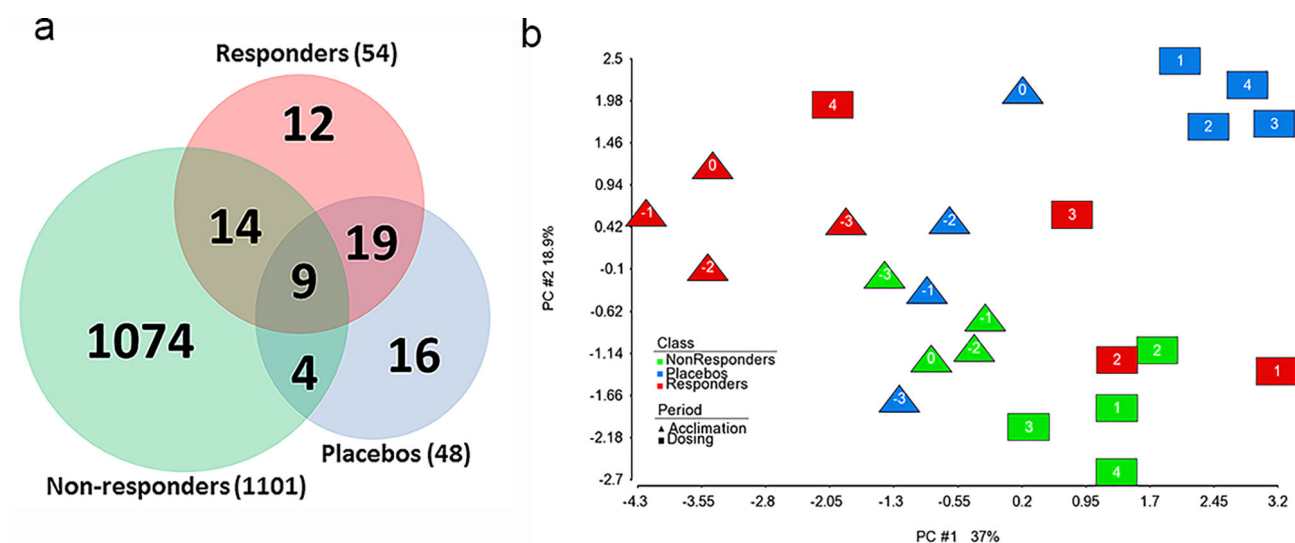 a
b
Responders (54)
12
14
19
9
1074
4
16
Placebos (48)
Non-responders (1101)
PC #2 18.9%
2.5
1.98
1.46
0.94
0.42
-0.1
-0.62
-1.14
-1.66
-2.18
-2.7
1
4
2
3
0
4
0
-1
-3
-2
3
-2
-3
-1
-1
-2
0
-3
2
2
1
1
3
4
Class
NonResponders
Placebos
Responders
Period
Acclimation
Dosing
-4.3 -3.55 -2.8 -2.05 -1.3 -0.55 0.2 0.95 1.7 2.45 3.2
PC #1 37%